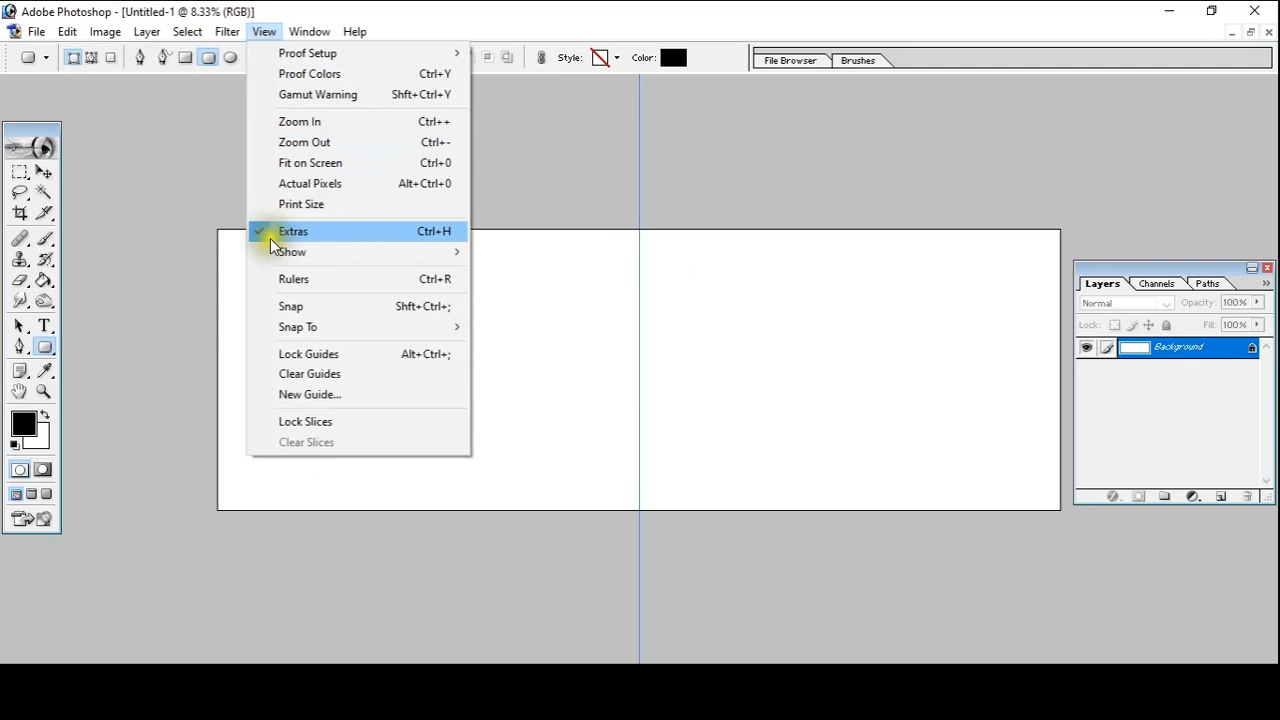 Adobe Photoshop - [Untitled-1 @ 8.33% (RGB)]
File Edit Image Layer Select Filter View Window Help
Style: Color: File Browser Brushes
Proof Setup
Proof Colors Ctrl+Y
Gamut Warning Shft+Ctrl+Y
Zoom In Ctrl++
Zoom Out Ctrl+-
Fit on Screen Ctrl+0
Actual Pixels Alt+Ctrl+0
Print Size
Extras Ctrl+H
Show
Rulers Ctrl+R
Snap Shft+Ctrl+;
Snap To
Lock Guides Alt+Ctrl+;
Clear Guides
New Guide...
Lock Slices
Clear Slices
Layers Channels Paths
Normal Opacity: 100%
Lock: Fill: 100%
Background